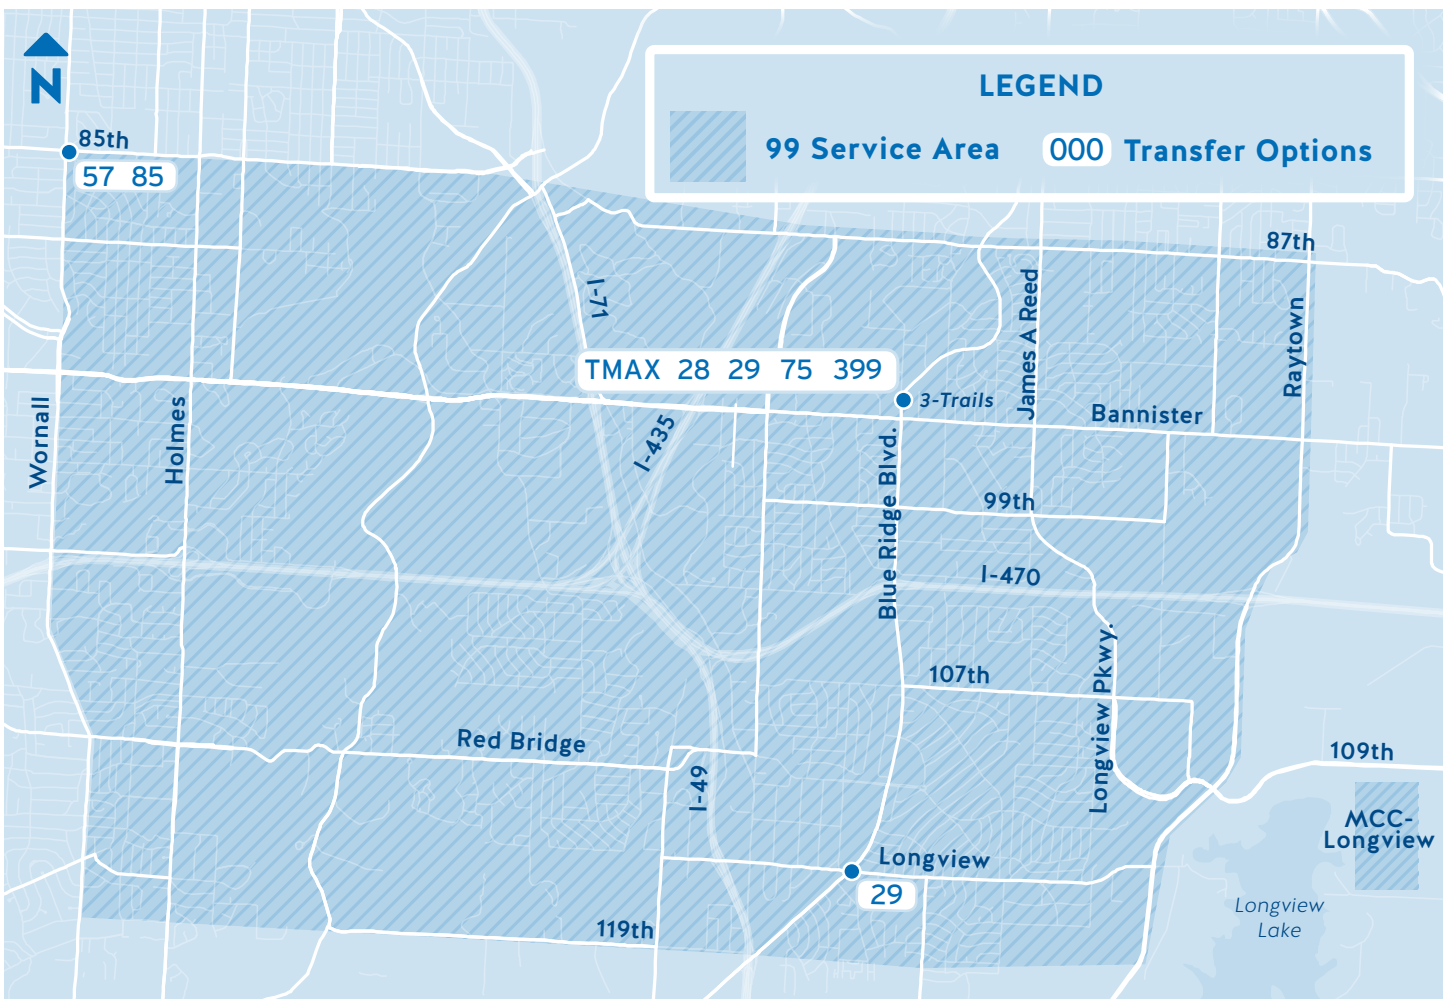 N
LEGEND
99 Service Area
000 Transfer Options
85th
57 85
87th
I-71
James A Reed
Raytown
TMAX 28 29 75 399
3-Trails
Bannister
Wornall
Holmes
I-435
Blue Ridge Blvd.
99th
I-470
107th
Longview Pkwy.
Red Bridge
I-49
109th
MCC-
Longview
Longview
29
Longview
Lake
119th